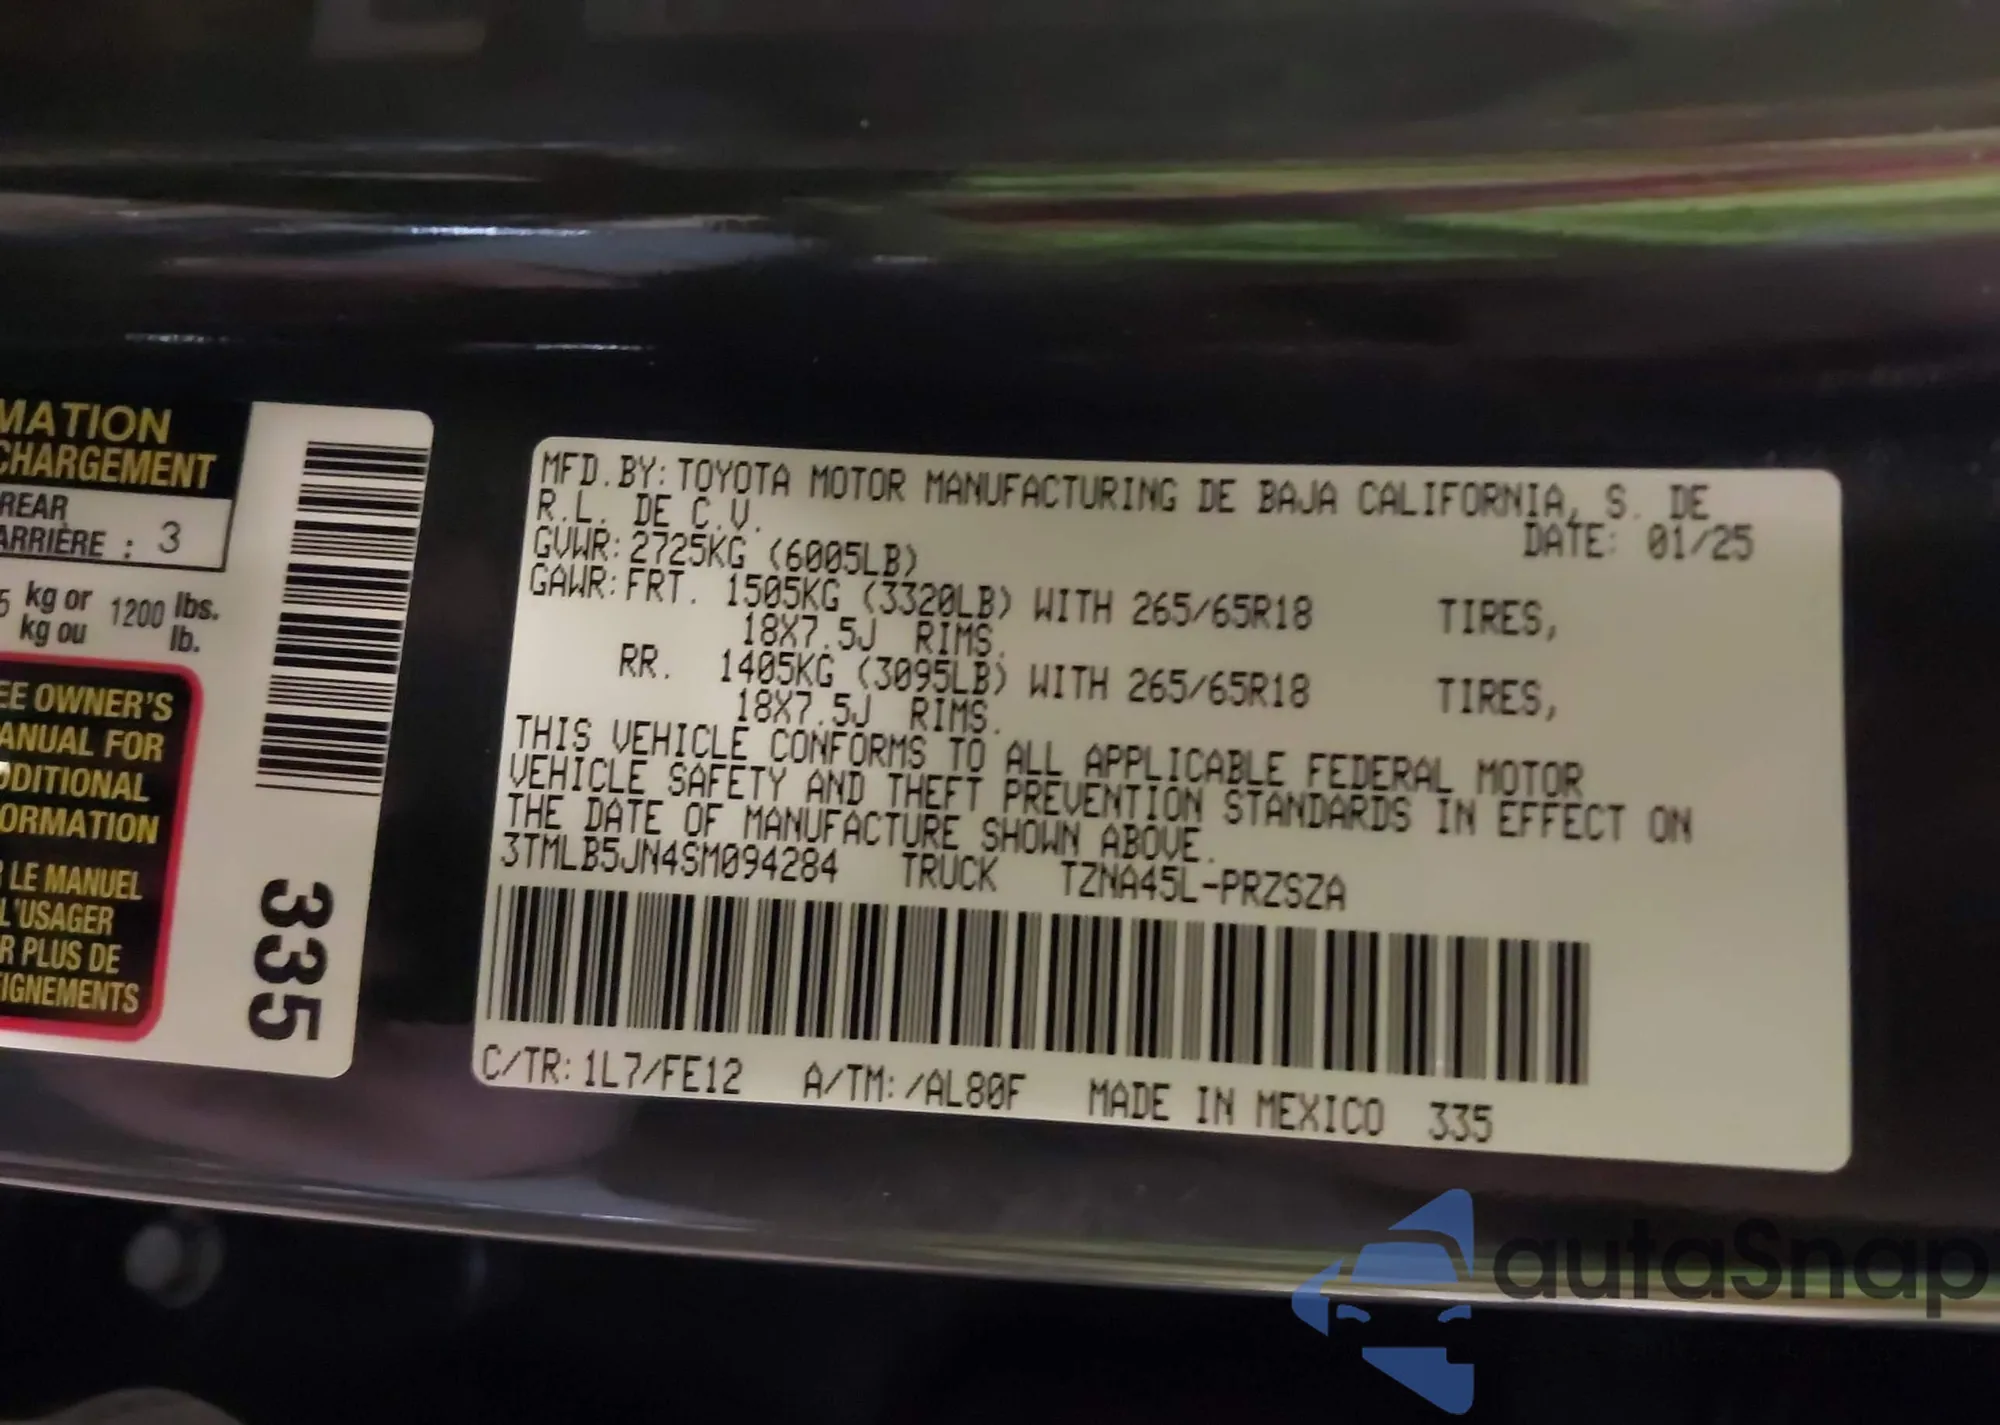 MATION
CHARGEMENT
REAR
ARRIÈRE : 3
5 kg or 1200 lbs.
kg ou lb.
EE OWNER'S
ANUAL FOR
DDITIONAL
ORMATION
LE MANUEL
L'USAGER
R PLUS DE
EIGNEMENTS
335
MFD.BY: TOYOTA MOTOR MANUFACTURING DE BAJA CALIFORNIA, S. DE
R.L. DE C.V.
DATE: 01/25
GVWR: 2725KG (6005LB)
GAWR: FRT. 1505KG (3320LB) WITH 265/65R18 TIRES,
18X7.5J RIMS.
RR. 1405KG (3095LB) WITH 265/65R18 TIRES,
18X7.5J RIMS.
THIS VEHICLE CONFORMS TO ALL APPLICABLE FEDERAL MOTOR
VEHICLE SAFETY AND THEFT PREVENTION STANDARDS IN EFFECT ON
THE DATE OF MANUFACTURE SHOWN ABOVE.
3TMLB5JN4SM094284 TRUCK TZNA45L-PRZSZA
C/TR: 1L7/FE12 A/TM: /AL80F MADE IN MEXICO 335
autaSnap